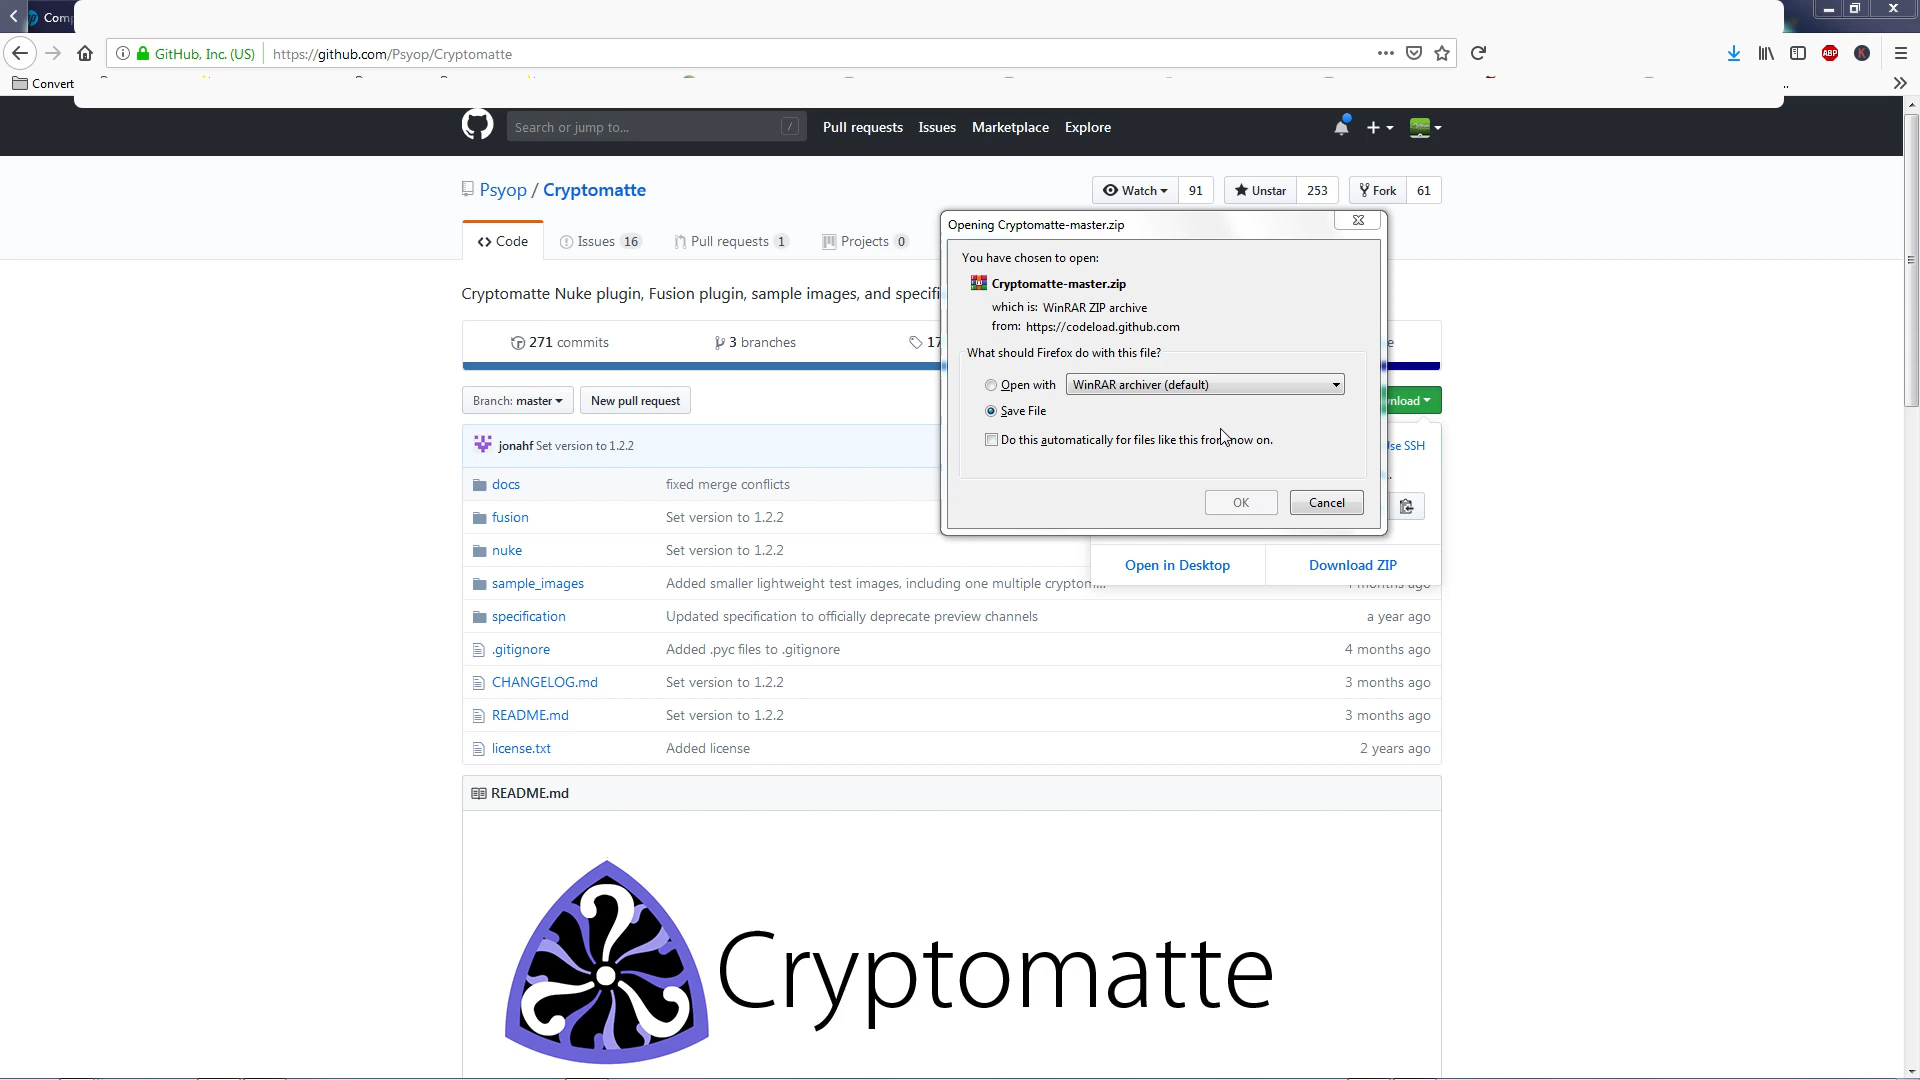 Com
GitHub, Inc. (US) https://github.com/Psyop/Cryptomatte
ABP K
Convert
Search or jump to... / Pull requests Issues Marketplace Explore
Psyop / Cryptomatte Watch 91 Unstar 253 Fork 61
Code Issues 16 Pull requests 1 Projects 0
Cryptomatte Nuke plugin, Fusion plugin, sample images, and specifi
271 commits 3 branches 17
Branch: master New pull request nload
jonahf Set version to 1.2.2 Use SSH
docs fixed merge conflicts
fusion Set version to 1.2.2
nuke Set version to 1.2.2
Open in Desktop Download ZIP
sample_images Added smaller lightweight test images, including one multiple cryptom... months ago
specification Updated specification to officially deprecate preview channels a year ago
.gitignore Added .pyc files to .gitignore 4 months ago
CHANGELOG.md Set version to 1.2.2 3 months ago
README.md Set version to 1.2.2 3 months ago
license.txt Added license 2 years ago
README.md
Cryptomatte
Opening Cryptomatte-master.zip
You have chosen to open:
Cryptomatte-master.zip
which is: WinRAR ZIP archive
from: https://codeload.github.com
What should Firefox do with this file?
Open with WinRAR archiver (default)
Save File
Do this automatically for files like this from now on.
OK Cancel